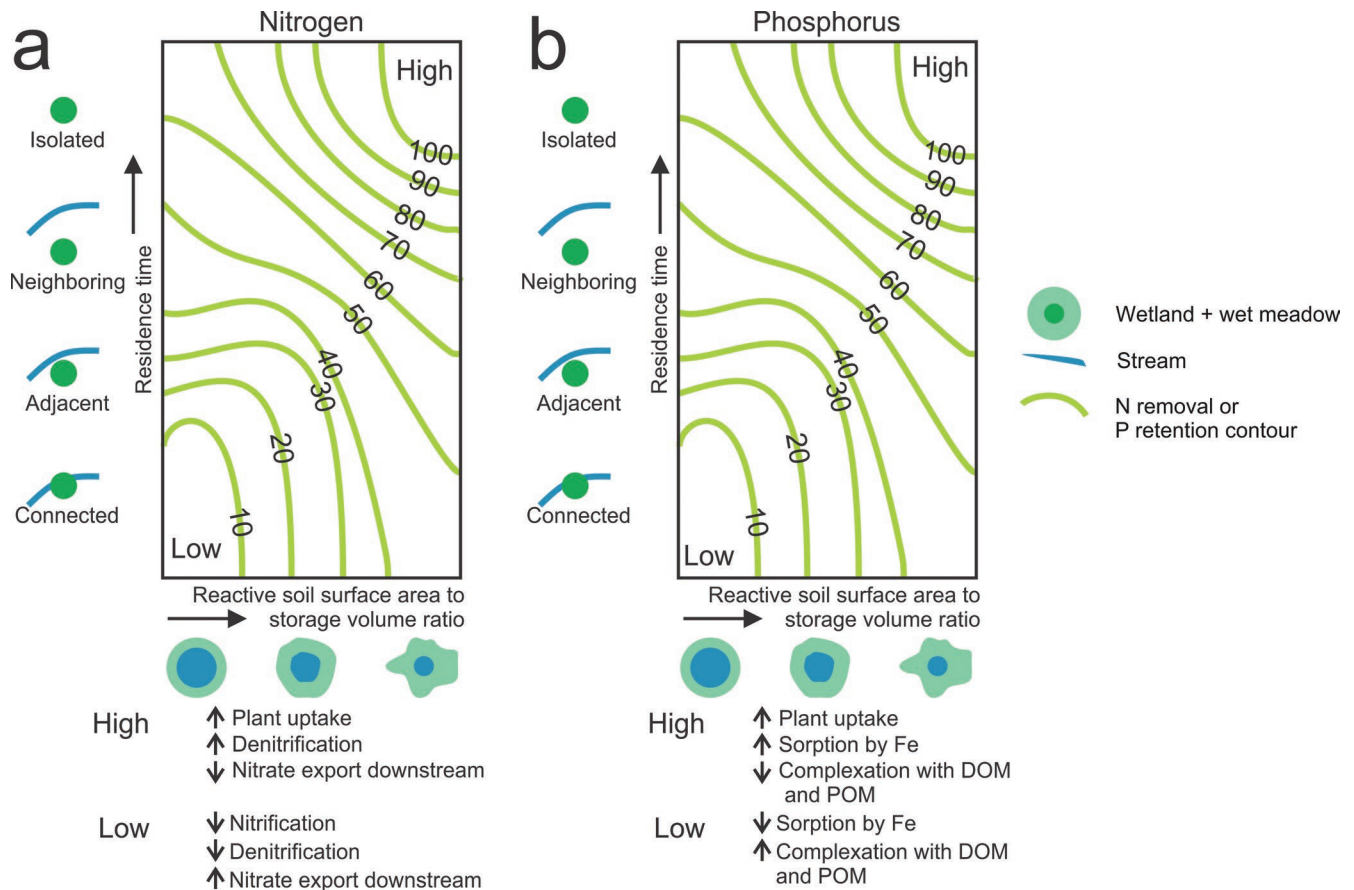 a
Nitrogen
High
Isolated
Neighboring
Adjacent
Connected
Residence time
100
90
80
70
60
50
40
30
20
10
Low
Reactive soil surface area to
storage volume ratio
High
Plant uptake
Denitrification
Nitrate export downstream
Low
Nitrification
Denitrification
Nitrate export downstream
b
Phosphorus
High
Isolated
Neighboring
Adjacent
Connected
Residence time
100
90
80
70
60
50
40
30
20
10
Low
Reactive soil surface area to
storage volume ratio
High
Plant uptake
Sorption by Fe
Complexation with DOM
and POM
Low
Sorption by Fe
Complexation with DOM
and POM
Wetland + wet meadow
Stream
N removal or
P retention contour